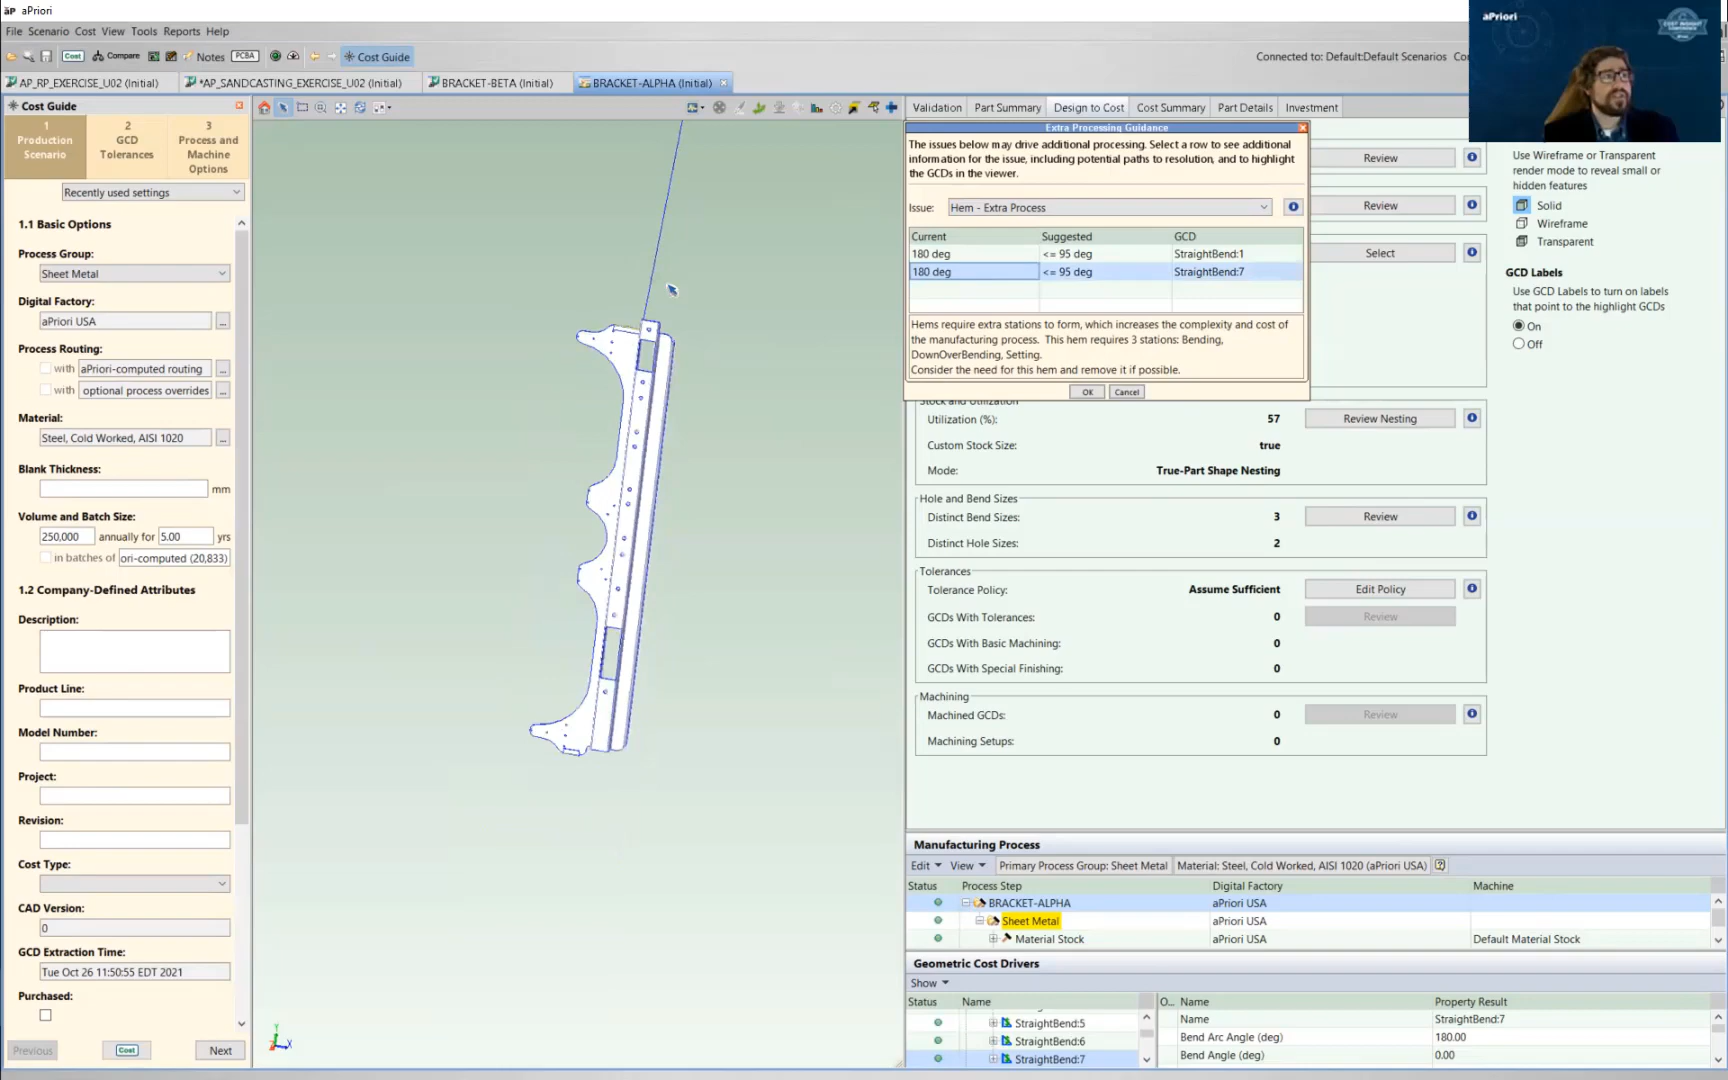 aP aPriori
File Scenario Cost View Tools Reports Help
Cost Compare Notes PCBA Cost Guide
Connected to: Default:Default Scenarios
aPriori
AP_RP_EXERCISE_U02 (Initial) *AP_SANDCASTING_EXERCISE_U02 (Initial) BRACKET-BETA (Initial) BRACKET-ALPHA (Initial)
Cost Guide
1 Production Scenario
2 GCD Tolerances
3 Process and Machine Options
Recently used settings
1.1 Basic Options
Process Group:
Sheet Metal
Digital Factory:
aPriori USA ...
Process Routing:
with aPriori-computed routing ...
with optional process overrides ...
Material:
Steel, Cold Worked, AISI 1020 ...
Blank Thickness:
mm
Volume and Batch Size:
250,000 annually for 5.00 yrs
in batches of ori-computed (20,833)
1.2 Company-Defined Attributes
Description:
Product Line:
Model Number:
Project:
Revision:
Cost Type:
CAD Version:
0
GCD Extraction Time:
Tue Oct 26 11:50:55 EDT 2021
Purchased:
Previous Cost Next
Y
X
Validation Part Summary Design to Cost Cost Summary Part Details Investment
Extra Processing Guidance
The issues below may drive additional processing. Select a row to see additional
information for the issue, including potential paths to resolution, and to highlight
the GCDs in the viewer.
Issue: Hem - Extra Process
Current Suggested GCD
180 deg <= 95 deg StraightBend:1
180 deg <= 95 deg StraightBend:7
Hems require extra stations to form, which increases the complexity and cost of
the manufacturing process. This hem requires 3 stations: Bending,
DownOverBending, Setting.
Consider the need for this hem and remove it if possible.
OK Cancel
Review
Review
Select
Use Wireframe or Transparent
render mode to reveal small or
hidden features
Solid
Wireframe
Transparent
GCD Labels
Use GCD Labels to turn on labels
that point to the highlight GCDs
On
Off
Stock and Utilization
Utilization (%): 57 Review Nesting
Custom Stock Size: true
Mode: True-Part Shape Nesting
Hole and Bend Sizes
Distinct Bend Sizes: 3 Review
Distinct Hole Sizes: 2
Tolerances
Tolerance Policy: Assume Sufficient Edit Policy
GCDs With Tolerances: 0 Review
GCDs With Basic Machining: 0
GCDs With Special Finishing: 0
Machining
Machined GCDs: 0 Review
Machining Setups: 0
Manufacturing Process
Edit View Primary Process Group: Sheet Metal Material: Steel, Cold Worked, AISI 1020 (aPriori USA)
Status Process Step Digital Factory Machine
BRACKET-ALPHA aPriori USA
Sheet Metal aPriori USA
Material Stock aPriori USA Default Material Stock
Geometric Cost Drivers
Show
Status Name O... Name Property Result
StraightBend:5 Name StraightBend:7
StraightBend:6 Bend Arc Angle (deg) 180.00
StraightBend:7 Bend Angle (deg) 0.00